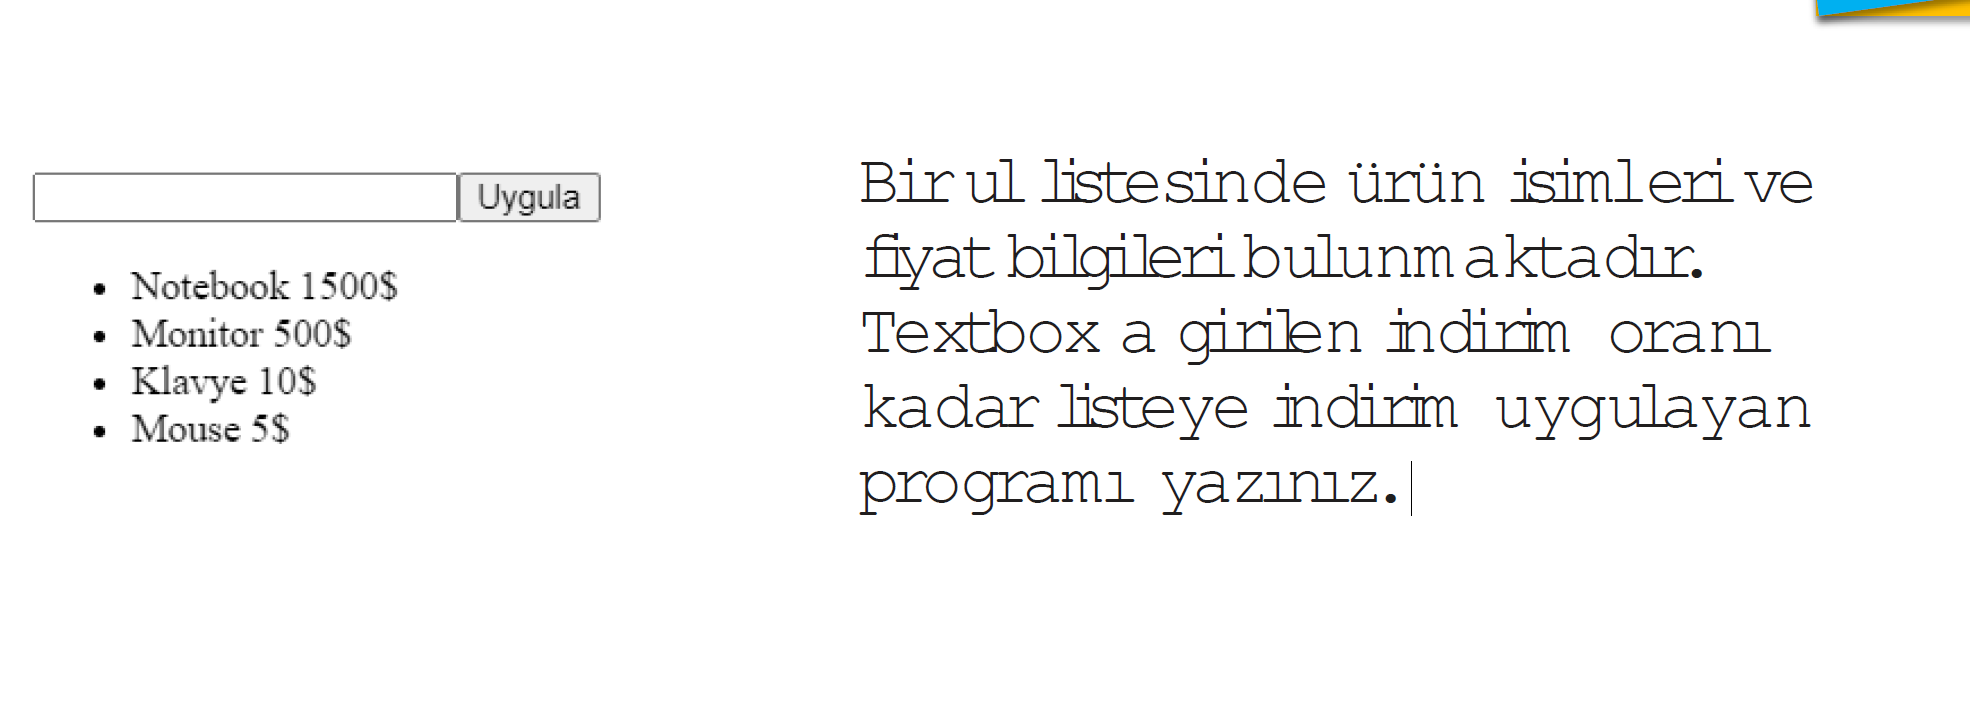 Uygula
Notebook 1500$
Monitor 500$
Klavye 10$
Mouse 5$
Bir ul listesinde ürün isimleri ve
fiyat bilgileri bulunmaktadır.
Textbox a girilen indirim oranı
kadar listeye indirim uygulayan
programı yazınız.